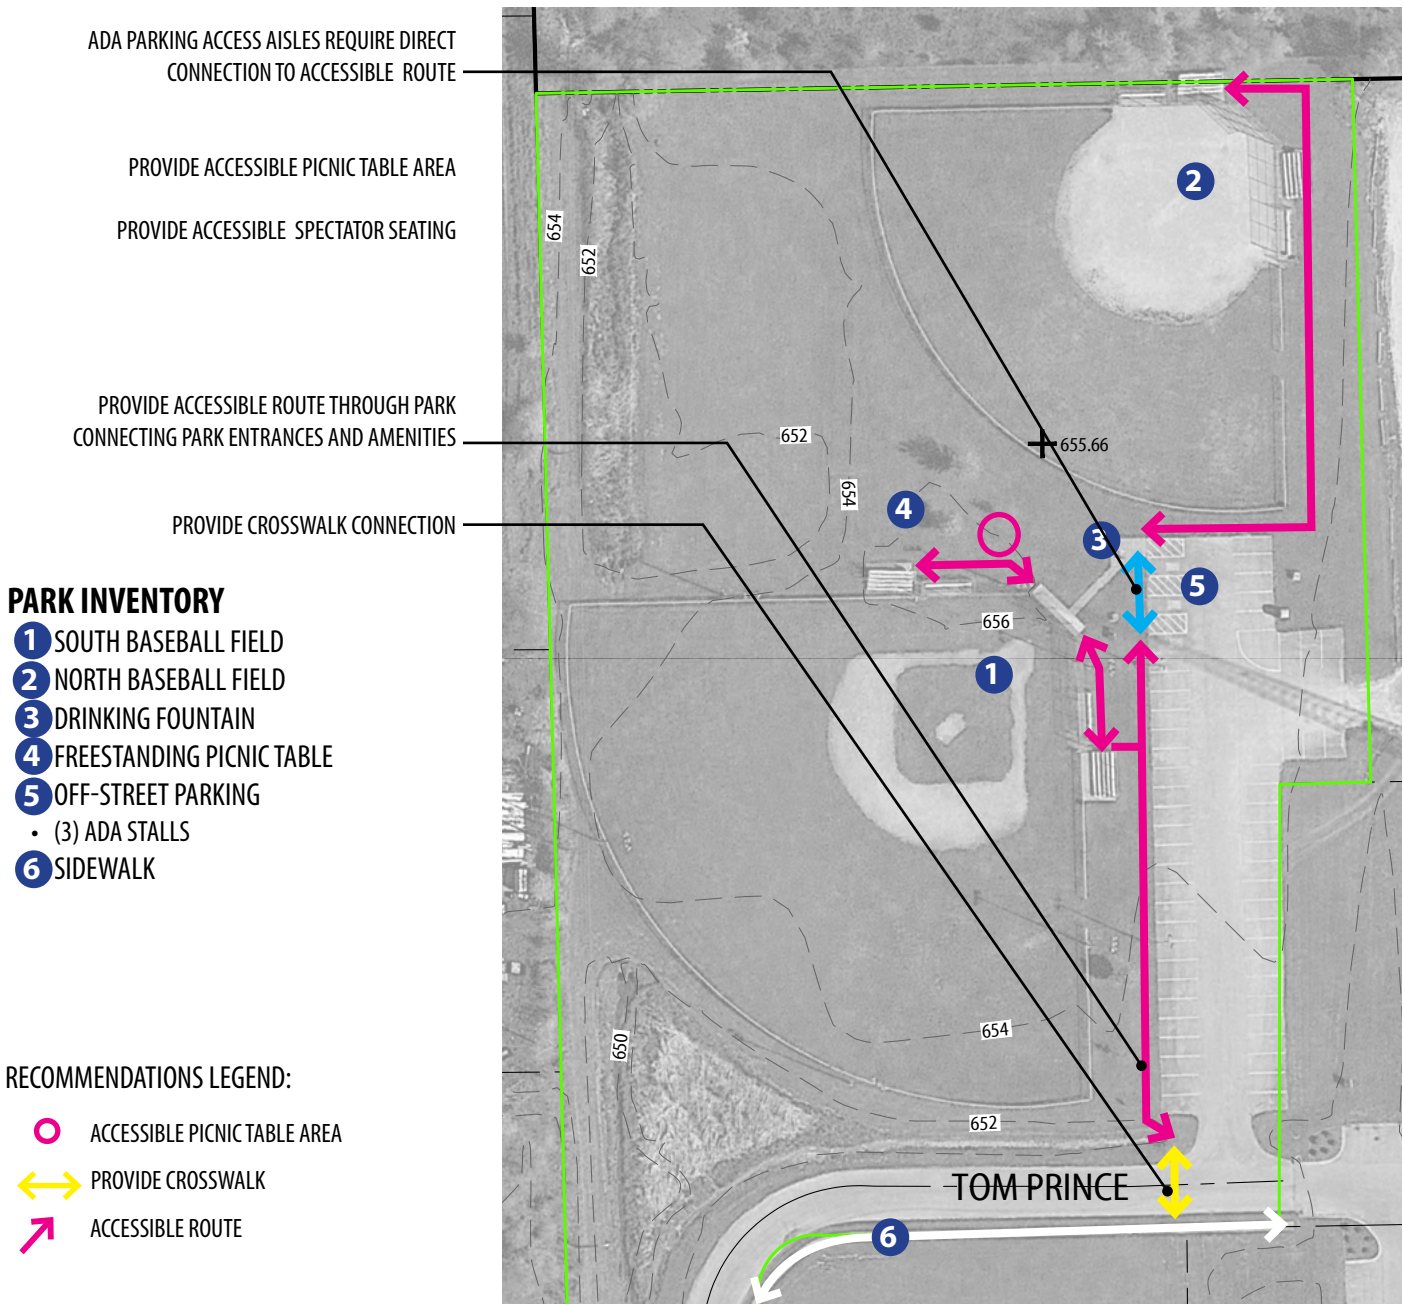 ADA PARKING ACCESS AISLES REQUIRE DIRECT
CONNECTION TO ACCESSIBLE ROUTE
PROVIDE ACCESSIBLE PICNIC TABLE AREA
PROVIDE ACCESSIBLE SPECTATOR SEATING
PROVIDE ACCESSIBLE ROUTE THROUGH PARK
CONNECTING PARK ENTRANCES AND AMENITIES
PROVIDE CROSSWALK CONNECTION
PARK INVENTORY
1 SOUTH BASEBALL FIELD
2 NORTH BASEBALL FIELD
3 DRINKING FOUNTAIN
4 FREESTANDING PICNIC TABLE
5 OFF-STREET PARKING
• (3) ADA STALLS
6 SIDEWALK
RECOMMENDATIONS LEGEND:
ACCESSIBLE PICNIC TABLE AREA
PROVIDE CROSSWALK
ACCESSIBLE ROUTE
2
654
652
652
655.66
654
4
3
5
656
1
654
650
652
TOM PRINCE
6